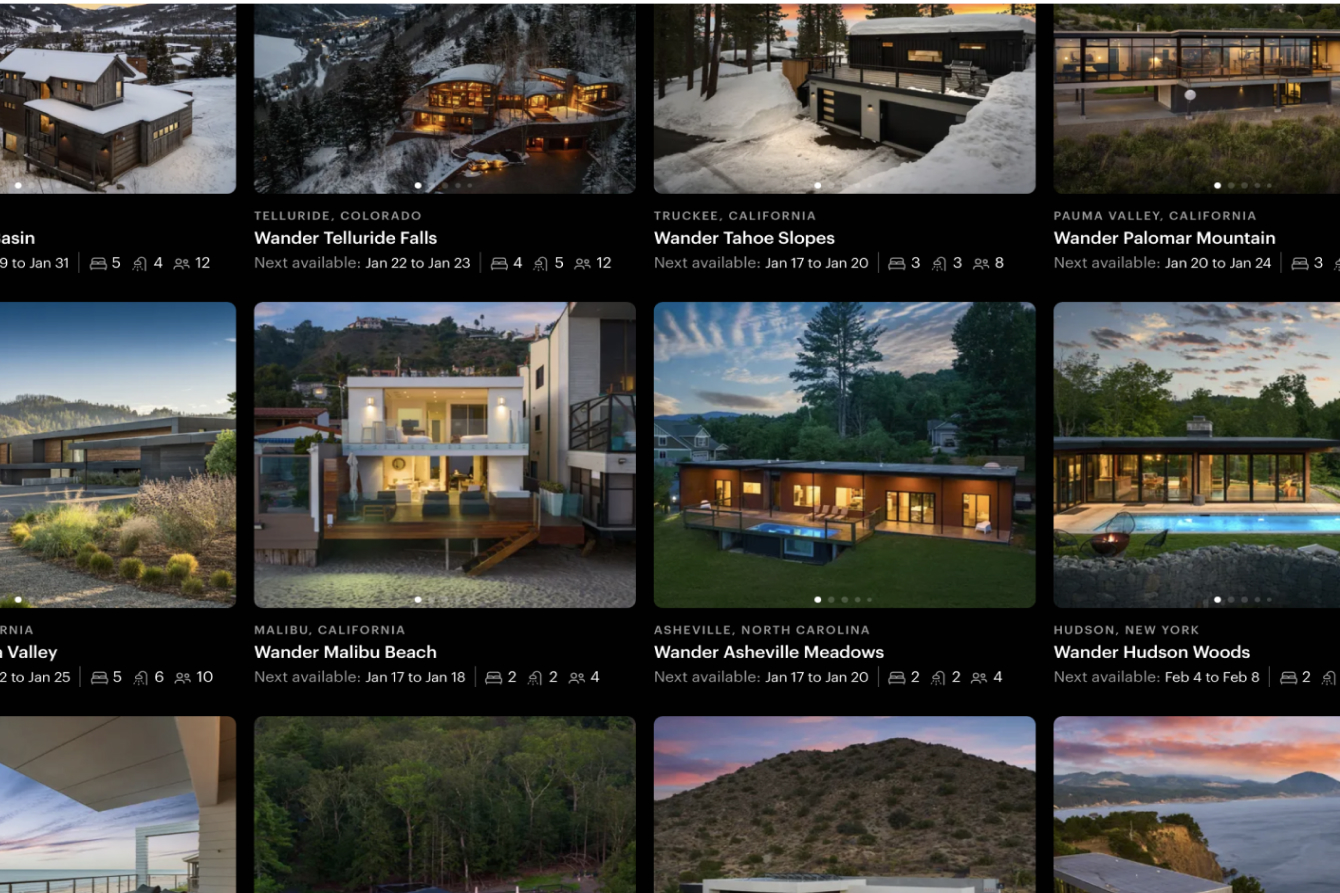 TELLURIDE, COLORADO
TRUCKEE, CALIFORNIA
PAUMA VALLEY, CALIFORNIA
asin
Wander Telluride Falls
Wander Tahoe Slopes
Wander Palomar Mountain
9 to Jan 31 5 4 12
Next available: Jan 22 to Jan 23 4 5 12
Next available: Jan 17 to Jan 20 3 3 8
Next available: Jan 20 to Jan 24 3
RNIA
MALIBU, CALIFORNIA
ASHEVILLE, NORTH CAROLINA
HUDSON, NEW YORK
Valley
Wander Malibu Beach
Wander Asheville Meadows
Wander Hudson Woods
2 to Jan 25 5 6 10
Next available: Jan 17 to Jan 18 2 2 4
Next available: Jan 17 to Jan 20 2 2 4
Next available: Feb 4 to Feb 8 2